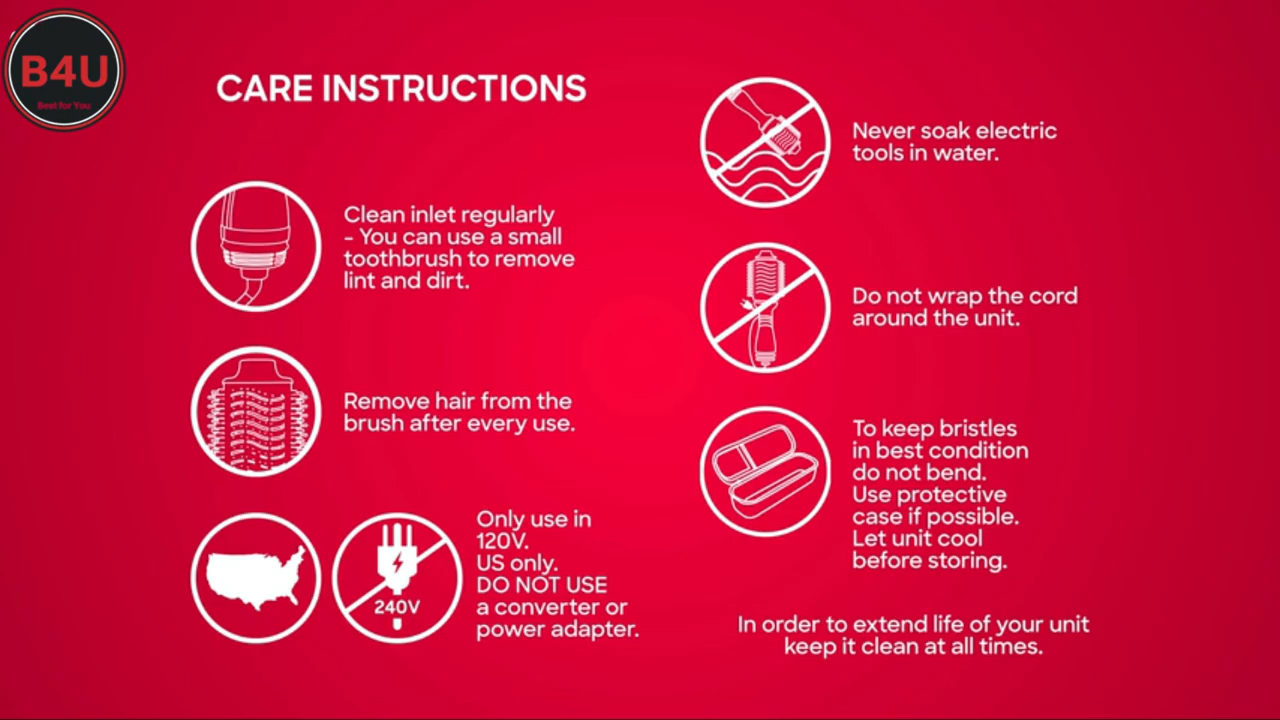 B4U
Best for You
CARE INSTRUCTIONS
Clean inlet regularly
- You can use a small
toothbrush to remove
lint and dirt.
Remove hair from the
brush after every use.
240V
Only use in
120V.
US only.
DO NOT USE
a converter or
power adapter.
Never soak electric
tools in water.
Do not wrap the cord
around the unit.
To keep bristles
in best condition
do not bend.
Use protective
case if possible.
Let unit cool
before storing.
In order to extend life of your unit
keep it clean at all times.